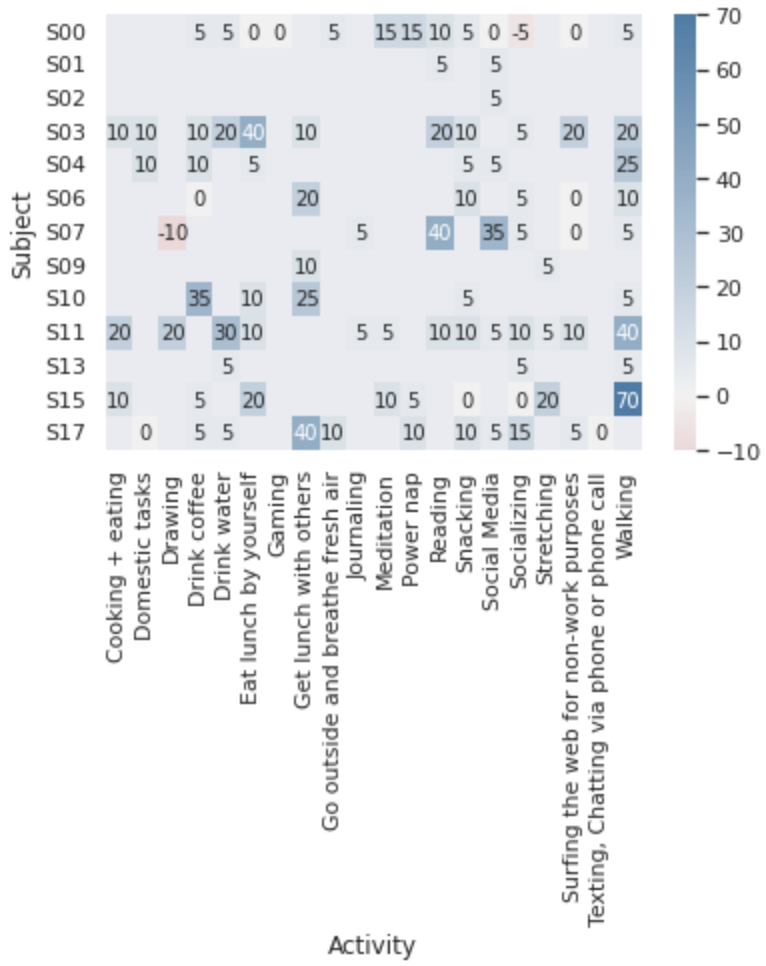 S00 5 5 0 0 5 15 15 10 5 0 -5 0 5 70
S01 5 5
S02 5
S03 10 10 10 20 40 10 20 10 5 20 20
S04 10 10 5 5 5 25
S06 0 20 10 5 0 10
S07 -10 5 40 35 5 0 5
S09 10 5
S10 35 10 25 5 5
S11 20 20 30 10 5 5 10 10 5 10 5 10 40
S13 5 5 5
S15 10 5 20 10 5 0 0 20 70
S17 0 5 5 40 10 10 10 5 15 5 0
Subject
60
50
40
30
20
10
0
−10
Cooking + eating
Domestic tasks
Drawing
Drink coffee
Drink water
Eat lunch by yourself
Gaming
Get lunch with others
Go outside and breathe fresh air
Journaling
Meditation
Power nap
Reading
Snacking
Social Media
Socializing
Stretching
Surfing the web for non-work purposes
Texting, Chatting via phone or phone call
Walking
Activity